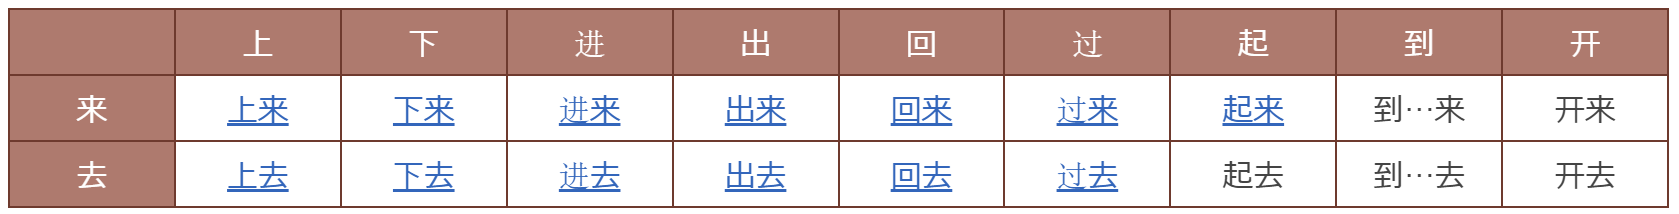 上 下 进 出 回 过 起 到 开
来 上来 下来 进来 出来 回来 过来 起来 到···来 开来
去 上去 下去 进去 出去 回去 过去 起去 到···去 开去